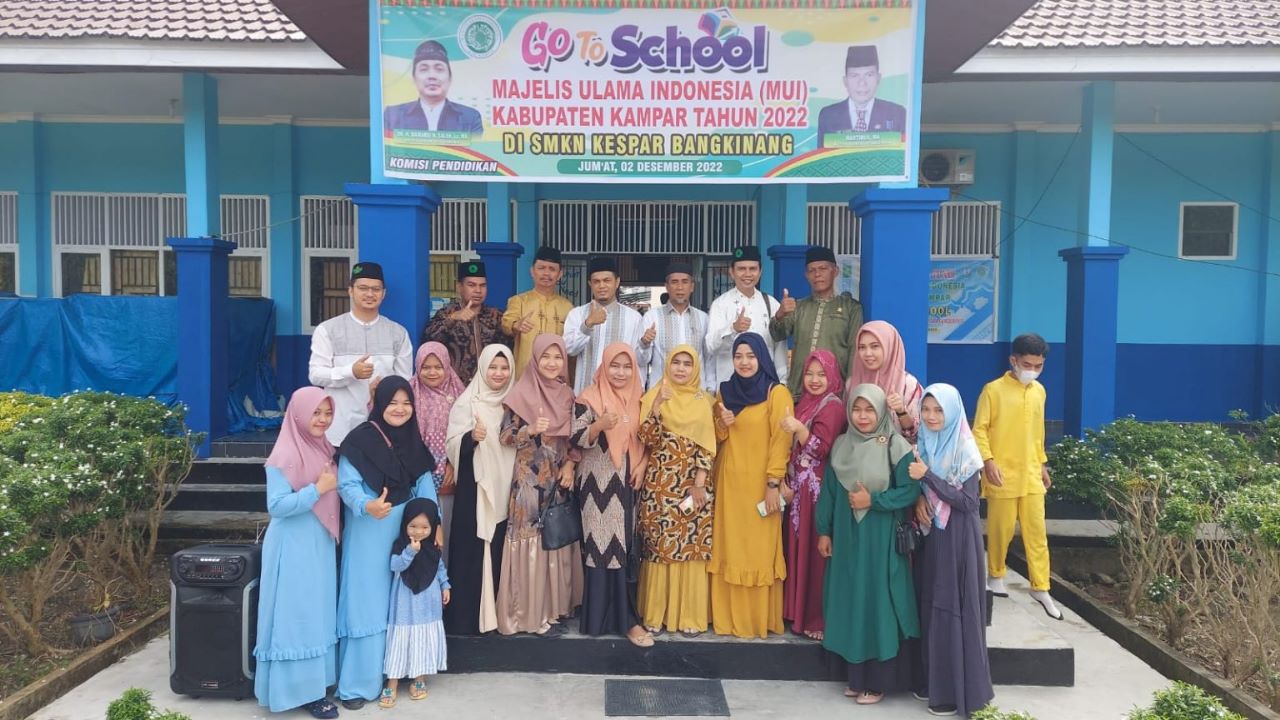 Go To School
MAJELIS ULAMA INDONESIA (MUI)
KABUPATEN KAMPAR TAHUN 2022
DI SMKN KESPAR BANGKINANG
JUM'AT, 02 DESEMBER 2022
KOMISI PENDIDIKAN